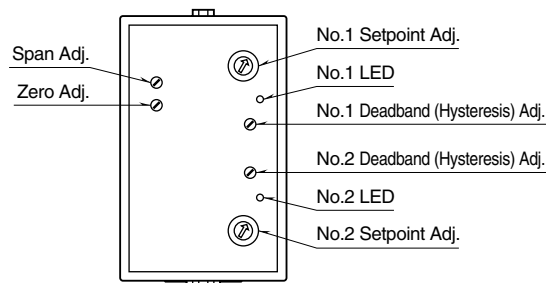 Span Adj.
Zero Adj.
No.1 Setpoint Adj.
No.1 LED
No.1 Deadband (Hysteresis) Adj.
No.2 Deadband (Hysteresis) Adj.
No.2 LED
No.2 Setpoint Adj.